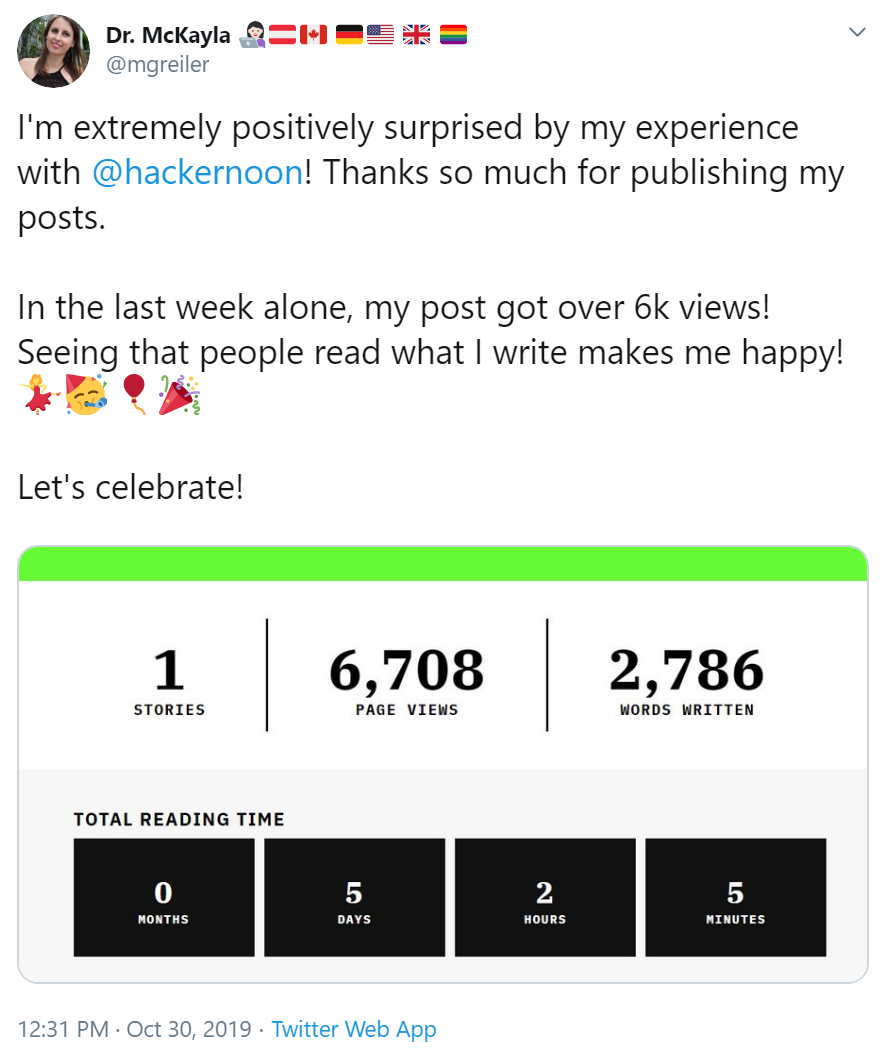 Dr. McKayla 👩🏻‍💻🇦🇹🇨🇦 🇩🇪🇺🇸 🇬🇧 🏳️‍🌈
@mgreiler
I'm extremely positively surprised by my experience
with @hackernoon! Thanks so much for publishing my
posts.
In the last week alone, my post got over 6k views!
Seeing that people read what I write makes me happy!
💃🥳🎈🎉
Let's celebrate!
1
STORIES
6,708
PAGE VIEWS
2,786
WORDS WRITTEN
TOTAL READING TIME
0
MONTHS
5
DAYS
2
HOURS
5
MINUTES
12:31 PM · Oct 30, 2019 · Twitter Web App